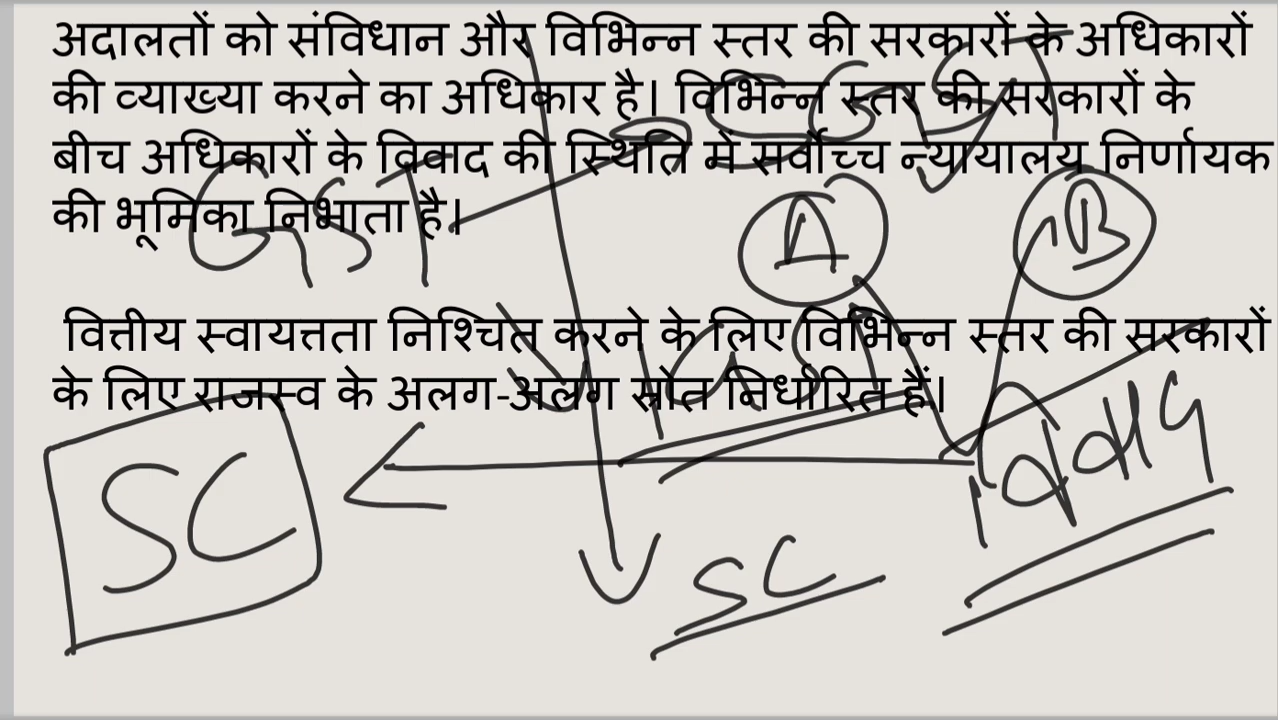 अदालतों को संविधान और विभिन्न स्तर की सरकारों के अधिकारों
की व्याख्या करने का अधिकार है। विभिन्न स्तर की सरकारों के
बीच अधिकारों के विवाद की स्थिति में सर्वोच्च न्यायालय निर्णायक
की भूमिका निभाता है।
GST
A
B
वित्तीय स्वायत्तता निश्चित करने के लिए विभिन्न स्तर की सरकारों
के लिए राजस्व के अलग-अलग स्रोत निर्धारित हैं।
SC
विवाद
SC